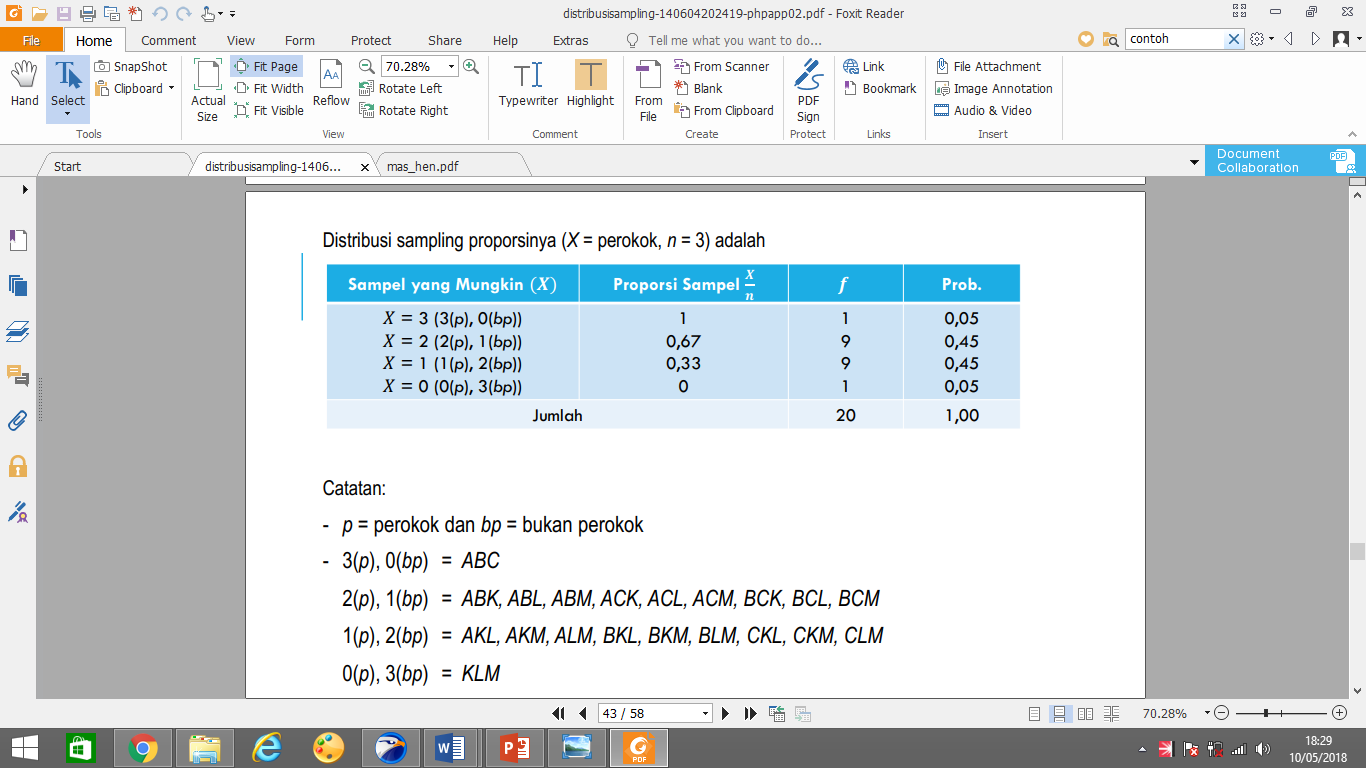 distribusisampling-140604202419-phpapp02.pdf - Foxit Reader
File Home Comment View Form Protect Share Help Extras Tell me what you want to do... contoh
Hand Select SnapShot Clipboard Actual Size Fit Page Fit Width Fit Visible Reflow 70.28% Rotate Left Rotate Right Typewriter Highlight From File From Scanner Blank From Clipboard PDF Sign Link Bookmark File Attachment Image Annotation Audio & Video
Tools View Comment Create Protect Links Insert
Start distribusisampling-1406... mas_hen.pdf Document Collaboration
PDF
Distribusi sampling proporsinya (X = perokok, n = 3) adalah
Sampel yang Mungkin (X) Proporsi Sampel X/n f Prob.
X = 3 (3(p), 0(bp)) 1 1 0,05
X = 2 (2(p), 1(bp)) 0,67 9 0,45
X = 1 (1(p), 2(bp)) 0,33 9 0,45
X = 0 (0(p), 3(bp)) 0 1 0,05
Jumlah 20 1,00
Catatan:
- p = perokok dan bp = bukan perokok
- 3(p), 0(bp) = ABC
2(p), 1(bp) = ABK, ABL, ABM, ACK, ACL, ACM, BCK, BCL, BCM
1(p), 2(bp) = AKL, AKM, ALM, BKL, BKM, BLM, CKL, CKM, CLM
0(p), 3(bp) = KLM
43 / 58 70.28%
18:29
10/05/2018